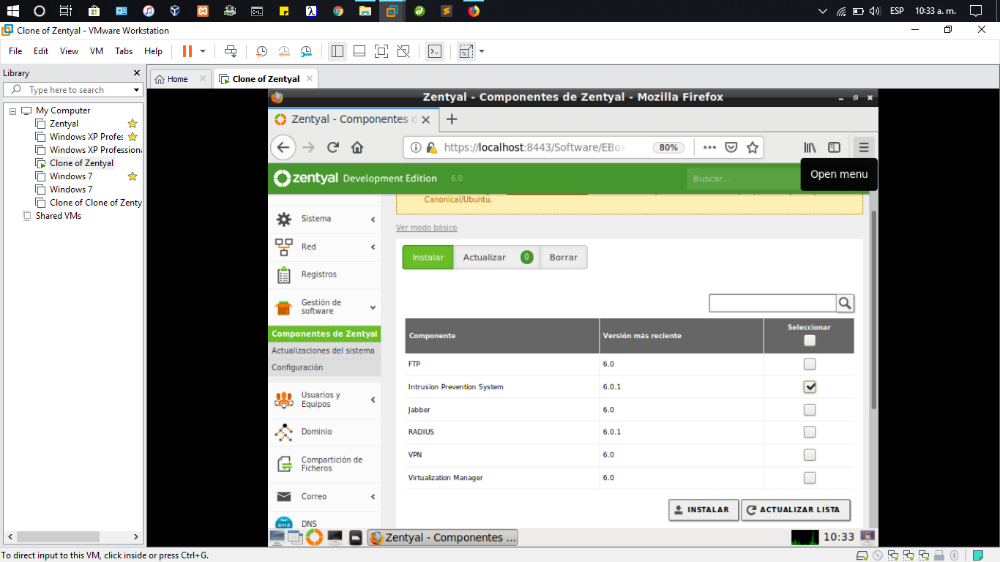 ESP 10:33 a. m.
Clone of Zentyal - VMware Workstation
File Edit View VM Tabs Help
Library
Type here to search
My Computer
Zentyal
Windows XP Profes
Windows XP Professiona
Clone of Zentyal
Windows 7
Windows 7
Clone of Clone of Zenty
Shared VMs
Home
Clone of Zentyal
Zentyal - Componentes de Zentyal - Mozilla Firefox
Zentyal - Componentes d
https://localhost:8443/Software/EBox
80%
Open menu
zentyal Development Edition 6.0
Buscar...
Canonical/Ubuntu.
Sistema
Red
Registros
Gestión de
software
Componentes de Zentyal
Actualizaciones del sistema
Configuración
Usuarios y
Equipos
Dominio
Compartición de
Ficheros
Correo
DNS
DNS
Ver modo básico
Instalar
Actualizar 0
Borrar
Componente Versión más reciente Seleccionar
FTP 6.0
Intrusion Prevention System 6.0.1
Jabber 6.0
RADIUS 6.0.1
VPN 6.0
Virtualization Manager 6.0
INSTALAR
ACTUALIZAR LISTA
Zentyal - Componentes ...
10:33
To direct input to this VM, click inside or press Ctrl+G.